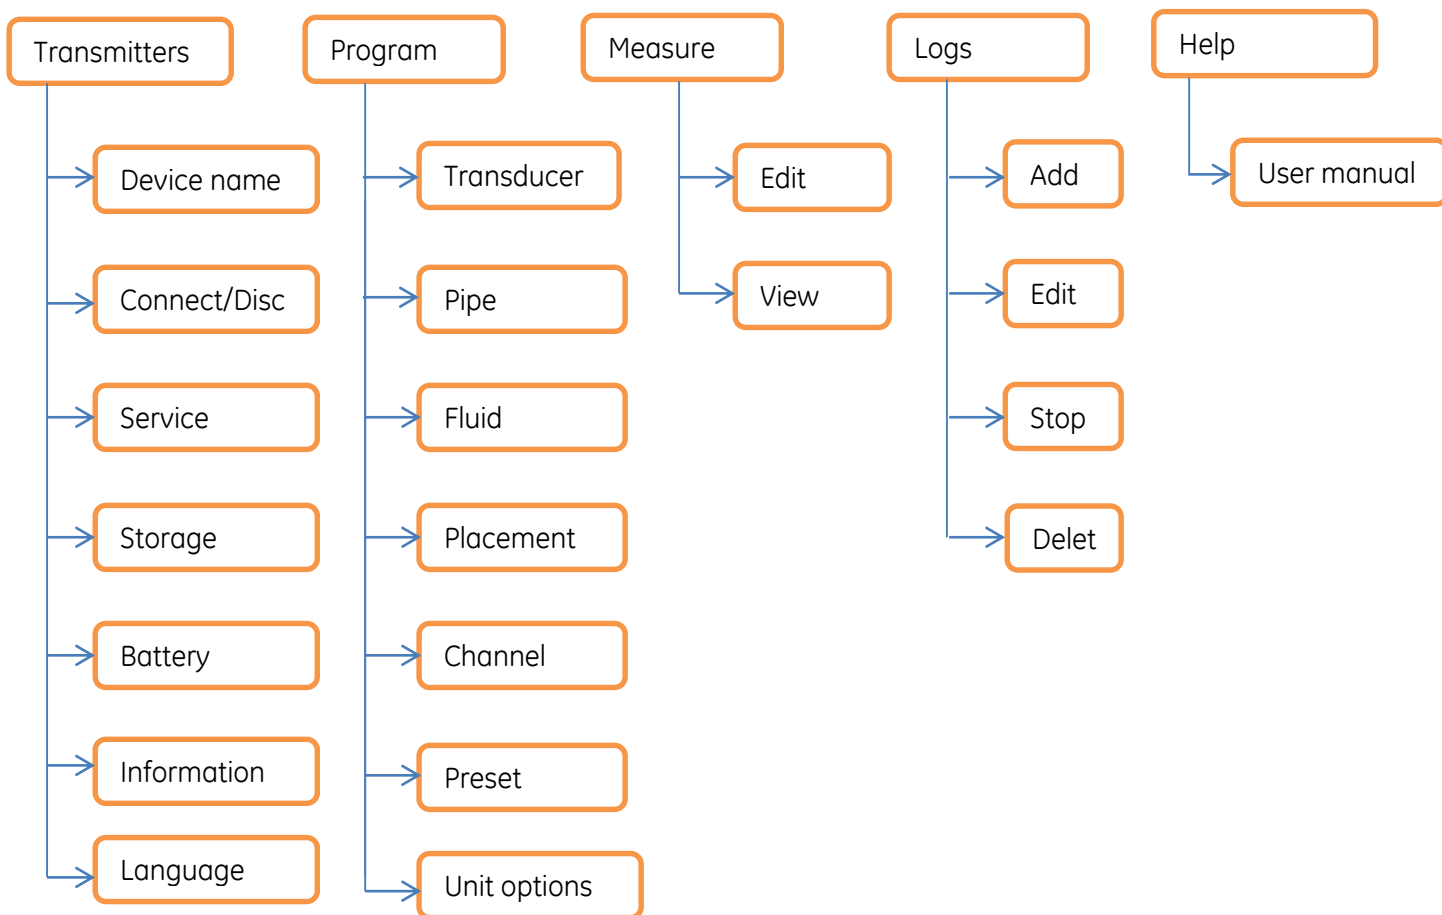 Transmitters
Device name
Connect/Disc
Service
Storage
Battery
Information
Language
Program
Transducer
Pipe
Fluid
Placement
Channel
Preset
Unit options
Measure
Edit
View
Logs
Add
Edit
Stop
Delet
Help
User manual